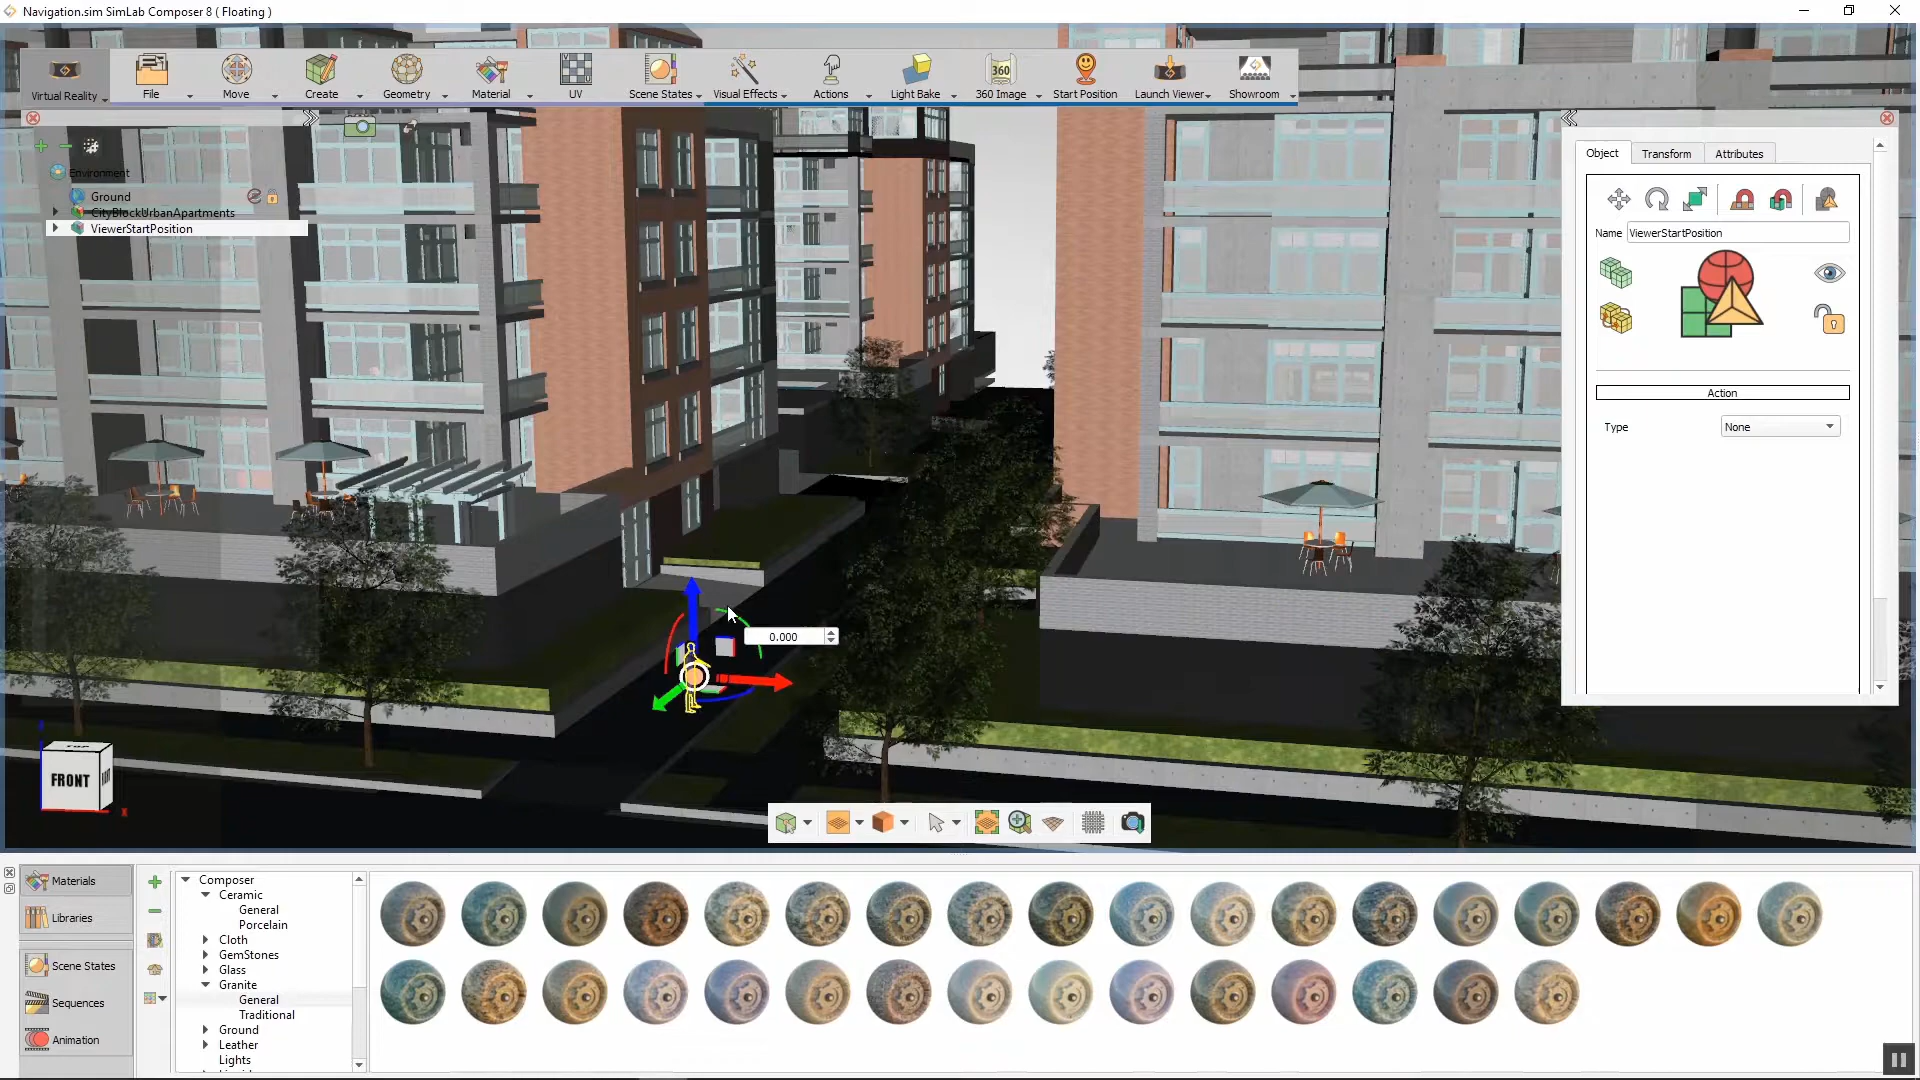 Navigation.sim SimLab Composer 8 ( Floating )
Virtual Reality
File
Move
Create
Geometry
Material
UV
Scene States
Visual Effects
Actions
Light Bake
360
360 Image
Start Position
Launch Viewer
Showroom
Environment
Ground
CityBlockUrbanApartments
ViewerStartPosition
Object
Transform
Attributes
Name
ViewerStartPosition
Action
Type
None
0.000
TOP
FRONT
X
Materials
Libraries
Scene States
Sequences
Animation
Composer
Ceramic
General
Porcelain
Cloth
GemStones
Glass
Granite
General
Traditional
Ground
Leather
Lights